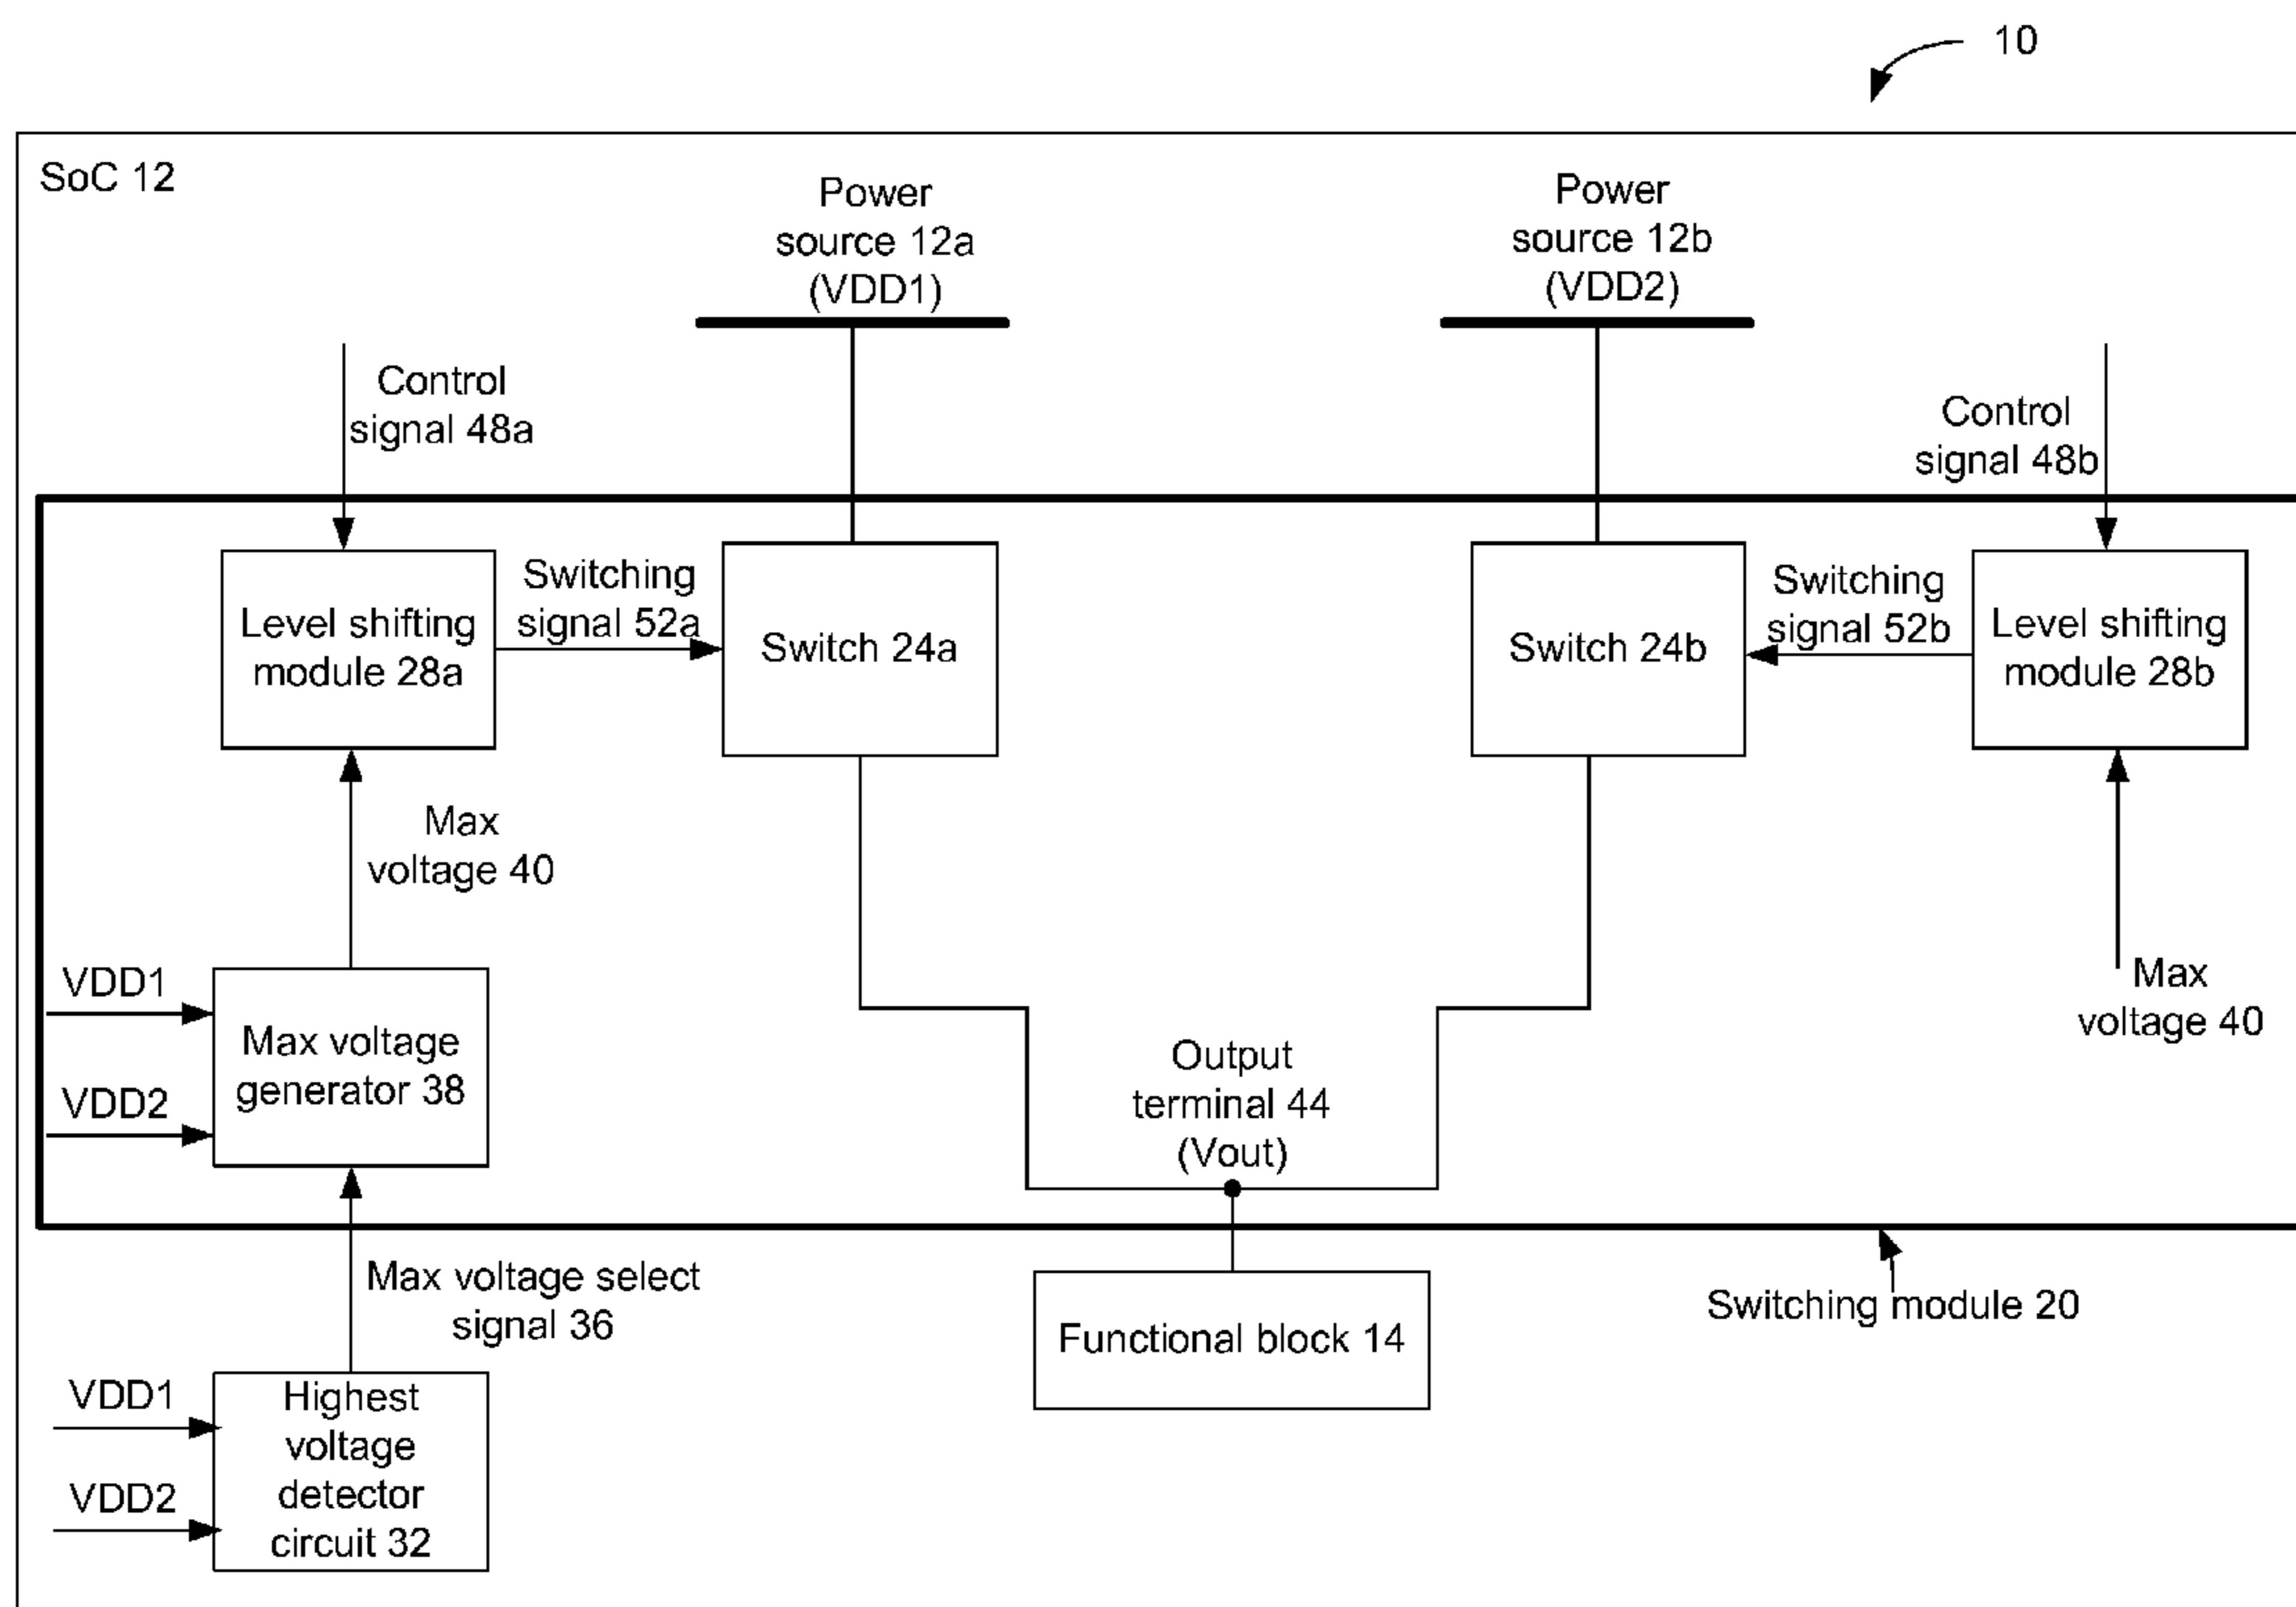 10
SoC 12
Power
source 12a
(VDD1)
Power
source 12b
(VDD2)
Control
signal 48a
Control
signal 48b
Level shifting
module 28a
Switching
signal 52a
Switch 24a
Switch 24b
Switching
signal 52b
Level shifting
module 28b
Max
voltage 40
VDD1
VDD2
Max voltage
generator 38
Output
terminal 44
(Vout)
Max
voltage 40
Max voltage select
signal 36
Functional block 14
Switching module 20
VDD1
VDD2
Highest
voltage
detector
circuit 32